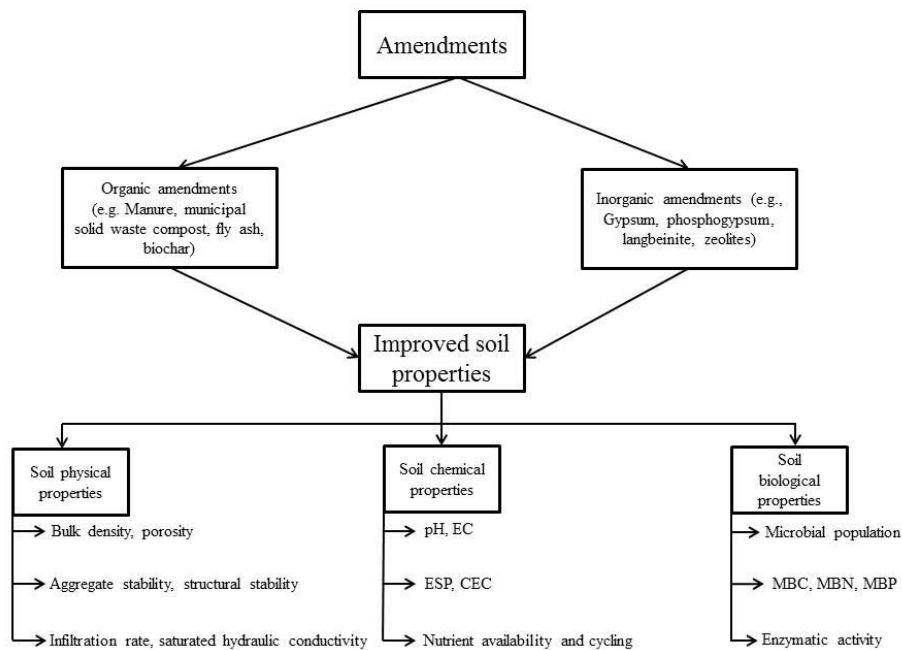 Amendments
Organic amendments
(e.g. Manure, municipal
solid waste compost, fly ash,
biochar)
Inorganic amendments (e.g.,
Gypsum, phosphogypsum,
langbeinite, zeolites)
Improved soil
properties
Soil physical
properties
Soil chemical
properties
Soil
biological
properties
Bulk density, porosity
Aggregate stability, structural stability
Infiltration rate, saturated hydraulic conductivity
pH, EC
ESP, CEC
Nutrient availability and cycling
Microbial population
MBC, MBN, MBP
Enzymatic activity